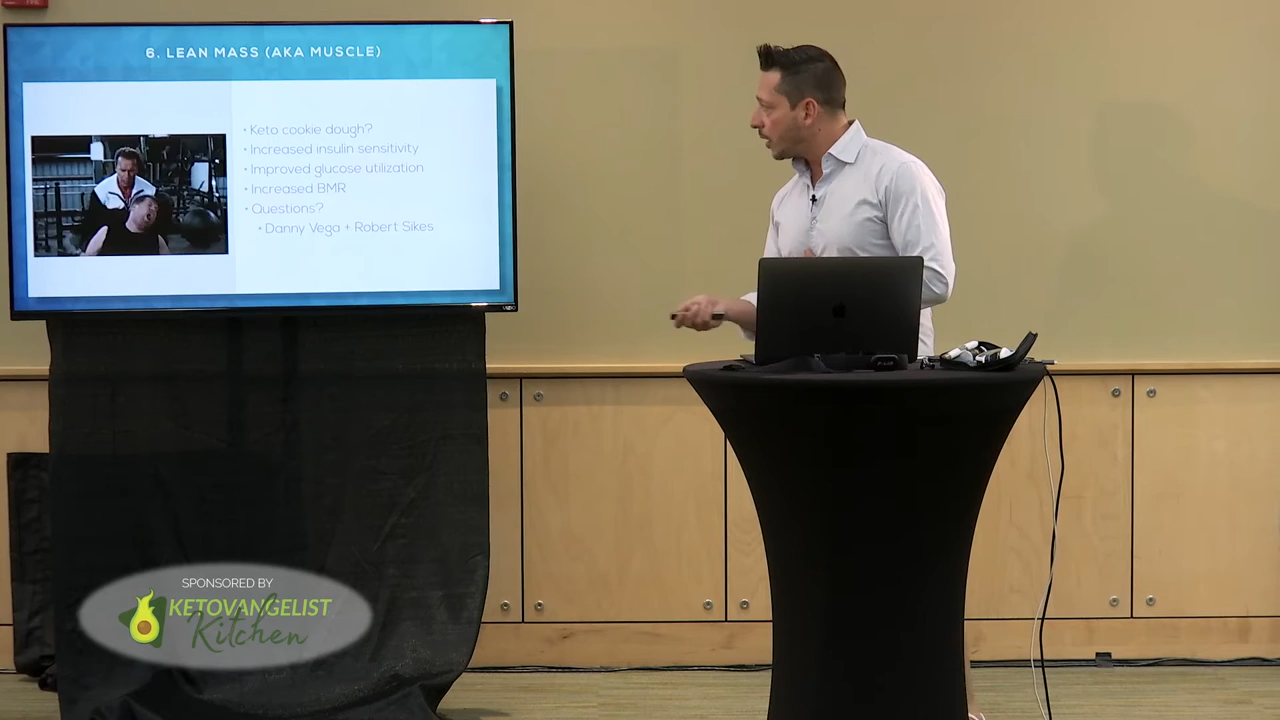 6. LEAN MASS (AKA MUSCLE)
• Keto cookie dough?
• Increased insulin sensitivity
• Improved glucose utilization
• Increased BMR
• Questions?
• Danny Vega + Robert Sikes
VIZIO
SPONSORED BY
KETOVANGELIST
Kitchen